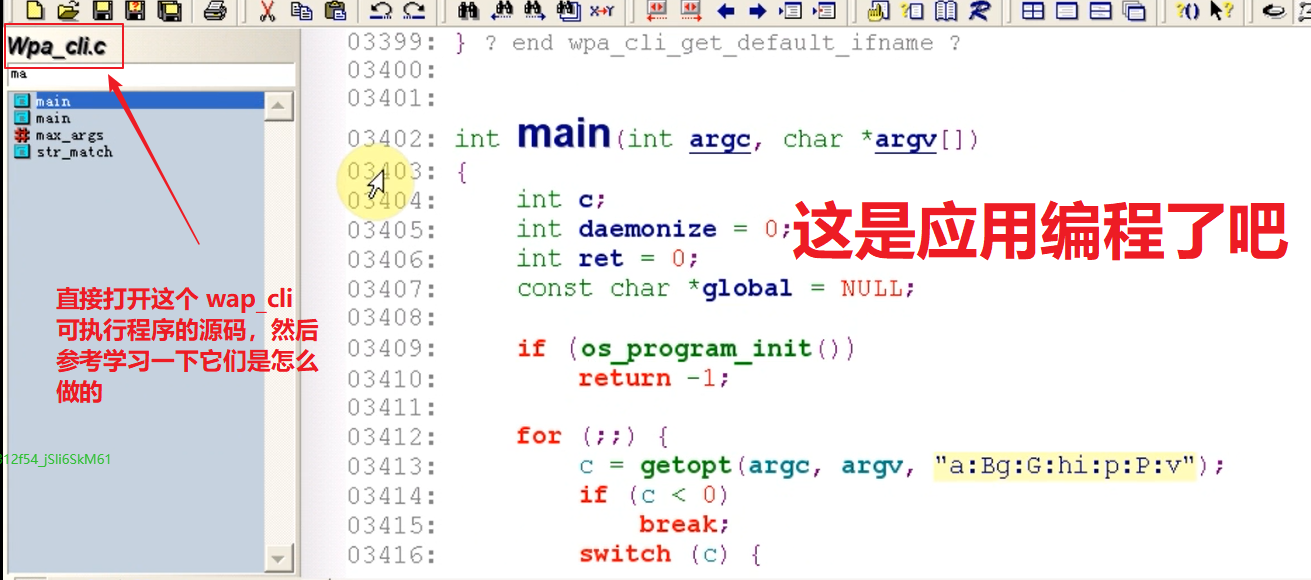 Wpa_cli.c
ma
main
main
max_args
str_match
直接打开这个 wap_cli
可执行程序的源码，然后
参考学习一下它们是怎么
做的
312f54_jSIi6SkM61
03399: } ? end wpa_cli_get_default_ifname ?
03400:
03401:
03402: int main(int argc, char *argv[])
03403: {
03404: int c;
03405: int daemonize = 0;
这是应用编程了吧
03406: int ret = 0;
03407: const char *global = NULL;
03408:
03409: if (os_program_init())
03410: return -1;
03411:
03412: for (;;) {
03413: c = getopt(argc, argv, "a:Bg:G:hi:p:P:v");
03414: if (c < 0)
03415: break;
03416: switch (c) {